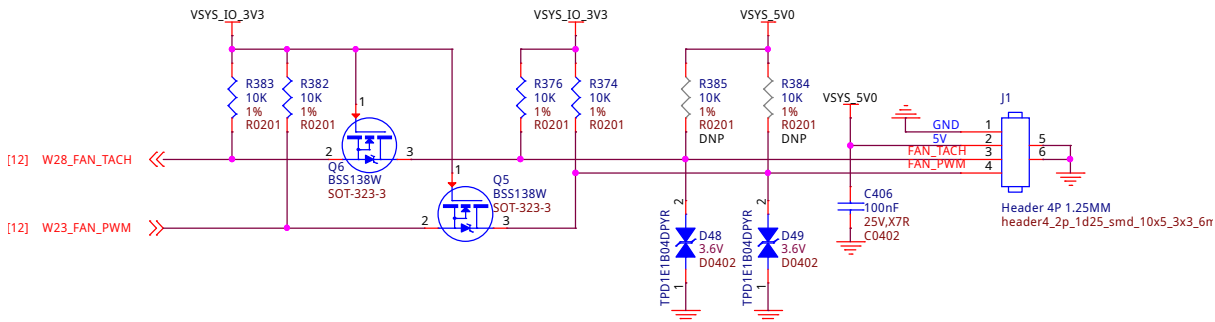 VSYS_IO_3V3
VSYS_IO_3V3
VSYS_5V0
R383
10K
1%
R0201
R382
10K
1%
R0201
R376
10K
1%
R0201
R374
10K
1%
R0201
R385
10K
1%
R0201
DNP
R384
10K
1%
R0201
DNP
VSYS_5V0
J1
GND 1
5V 2
FAN_TACH 3
FAN_PWM 4
5
6
1
[12] W28_FAN_TACH
2
3
Q6
BSS138W
SOT-323-3
1
Q5
BSS138W
SOT-323-3
[12] W23_FAN_PWM
2
3
2
TPD1E1B04DPYR
D48
3.6V
D0402
1
2
TPD1E1B04DPYR
D49
3.6V
D0402
1
C406
100nF
25V,X7R
C0402
Header 4P 1.25MM
header4_2p_1d25_smd_10x5_3x3_6m